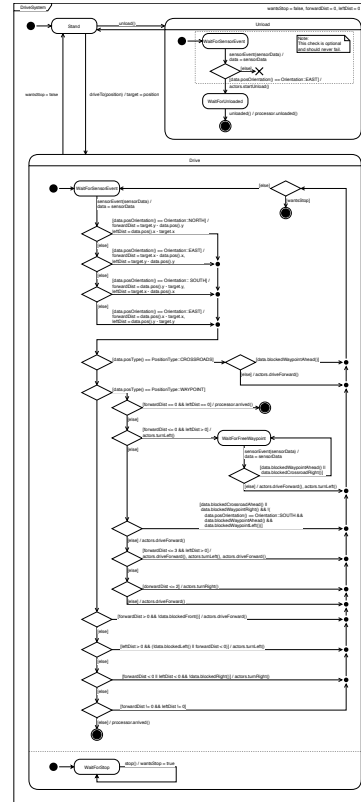 DriveSystem
wantsStop = false, forwardDist = 0, leftDist = 0
Stand
unload()
Unload
WaitForSensorEvent
Note:
This check is optional
and should never fail.
sensorEvent(sensorData) /
data = sensorData
[else]
[data.posOrientation() == Orientation::EAST] /
actors.startUnload()
WaitForUnloaded
unloaded() / processor.unloaded()
wantsStop = false
driveTo(position) / target = position
Drive
WaitForSensorEvent
[else]
sensorEvent(sensorData) /
data = sensorData
[wantsStop]
[data.posOrientation() == Orientation::NORTH] /
forwardDist = target.y - data.pos().y
leftDist = data.pos().x - target.x
[else]
[data.posOrientation() == Orientation::EAST] /
forwardDist = target.x - data.pos().x,
leftDist = target.y - data.pos().y
[else]
[data.posOrientation() == Orientation::SOUTH] /
forwardDist = data.pos().y - target.y,
leftDist = target.x - data.pos().x
[else]
[data.posOrientation() == Orientation::EAST] /
forwardDist = data.pos().x - target.x,
leftDist = data.pos().y - target.y
[data.posType() == PositionType::CROSSROADS]
[data.blockedWaypointAhead()]
[else]
[else] / actors.driveForward()
[data.posType() == PositionType::WAYPOINT]
[forwardDist == 0 && leftDist == 0] / processor.arrived()
[else]
[forwardDist <= 0 && leftDist > 0] /
actors.turnLeft()
WaitForFreeWaypoint
sensorEvent(sensorData) /
data = sensorData
[data.blockedWaypointAhead() ||
data.blockedCrossroadRight()]
[else] / actors.driveForward(), actors.turnLeft()
[data.blockedCrossroadAhead() ||
data.blockedWaypointRight() && !(
data.posOrientation() == Orientation::SOUTH &&
data.blockedWaypointAhead() &&
data.blockedWaypointLeft()]
[else] / actors.driveForward()
[forwardDist == 3 && leftDist > 0] /
actors.driveForward(), actors.turnLeft(), actors.driveForward()
[else]
[forwardDist <= 2] / actors.turnRight()
[else] / actors.driveForward()
[forwardDist > 0 && !data.blockedFront()] / actors.driveForward()
[else]
[leftDist > 0 && (!data.blockedLeft() || forwardDist < 0)] / actors.turnLeft()
[else]
[forwardDist < 0 || leftDist < 0 && !data.blockedRight()] / actors.turnRight()
[else]
[forwardDist != 0 && leftDist != 0]
[else] / processor.arrived()
WaitForStop
stop() / wantsStop = true